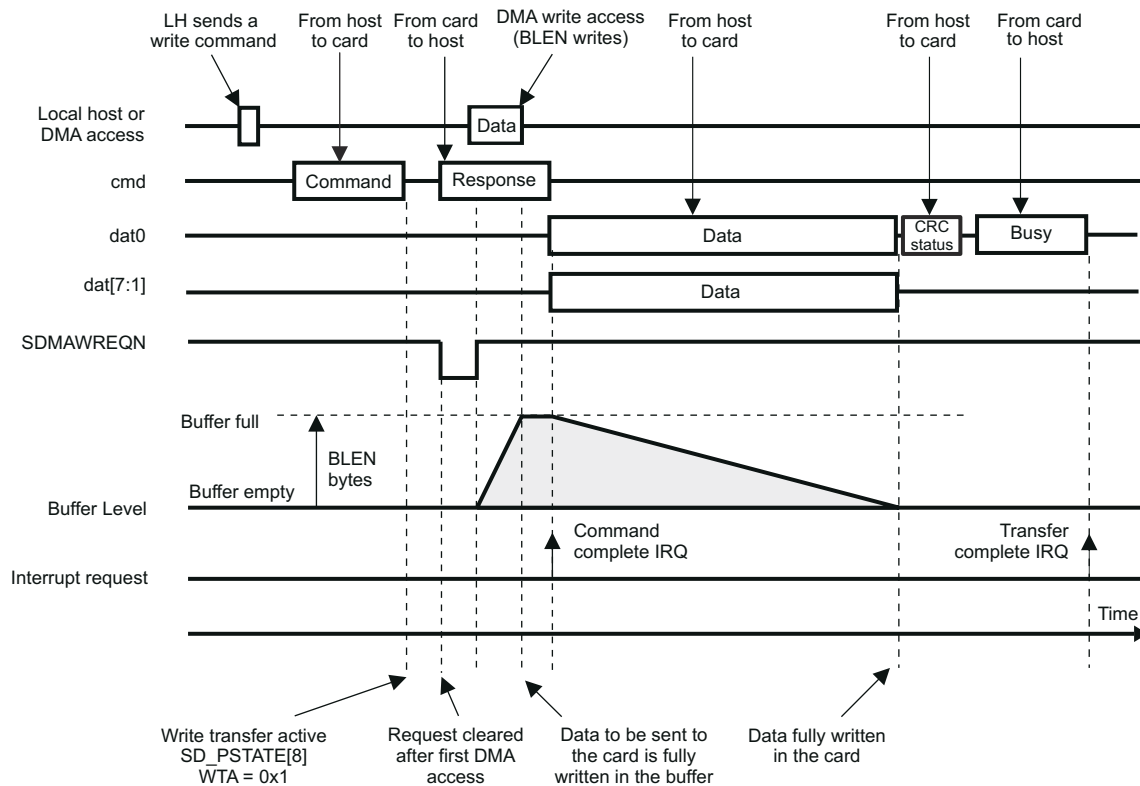 LH sends a
write command
From host
to card
From card
to host
DMA write access
(BLEN writes)
From host
to card
From host
to card
From card
to host
Local host or
DMA access
Data
cmd
Command
Response
dat0
Data
CRC
status
Busy
dat[7:1]
Data
SDMAWREQN
Buffer full
BLEN
bytes
Buffer empty
Buffer Level
Command
complete IRQ
Transfer
complete IRQ
Interrupt request
Time
Write transfer active
SD_PSTATE[8]
WTA = 0x1
Request cleared
after first DMA
access
Data to be sent to
the card is fully
written in the buffer
Data fully written
in the card